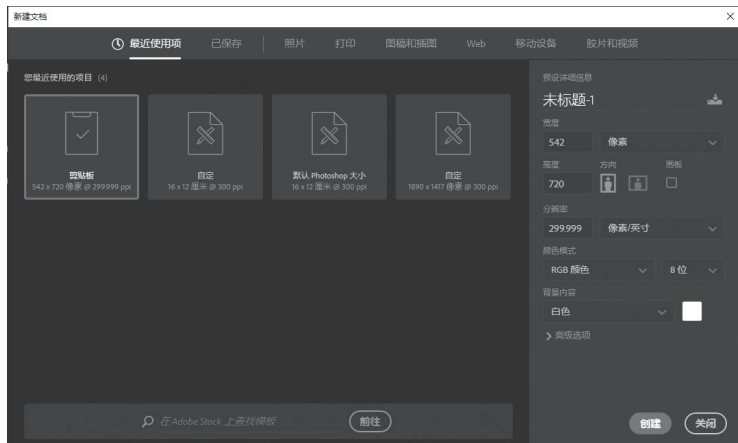 新建文档
最近使用项 已保存 照片 打印 图稿和插图 Web 移动设备 胶片和视频
您最近使用的项目 (4)
剪贴板
542 x 720 像素 @ 299.999 ppi
自定
16 x 12 厘米 @ 300 ppi
默认 Photoshop 大小
16 x 12 厘米 @ 300 ppi
自定
1890 x 1417 像素 @ 300 ppi
在 Adobe Stock 上查找模板
前往
预设详细信息
未标题-1
宽度
542 像素
高度 方向 画板
720
分辨率
299.999 像素/英寸
颜色模式
RGB 颜色 8 位
背景内容
白色
高级选项
创建 关闭